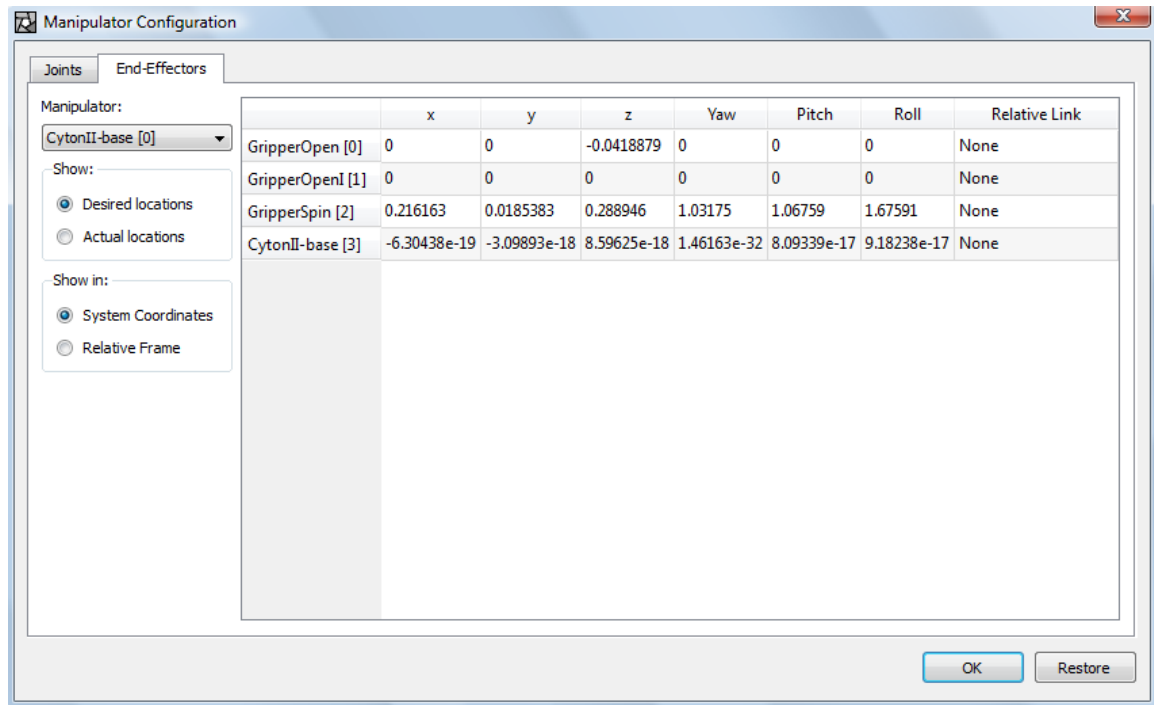 Manipulator Configuration
Joints End-Effectors
Manipulator:
CytonII-base [0]
Show:
Desired locations
Actual locations
Show in:
System Coordinates
Relative Frame
x y z Yaw Pitch Roll Relative Link
GripperOpen [0] 0 0 -0.0418879 0 0 0 None
GripperOpenI [1] 0 0 0 0 0 0 None
GripperSpin [2] 0.216163 0.0185383 0.288946 1.03175 1.06759 1.67591 None
CytonII-base [3] -6.30438e-19 -3.09893e-18 8.59625e-18 1.46163e-32 8.09339e-17 9.18238e-17 None
OK Restore